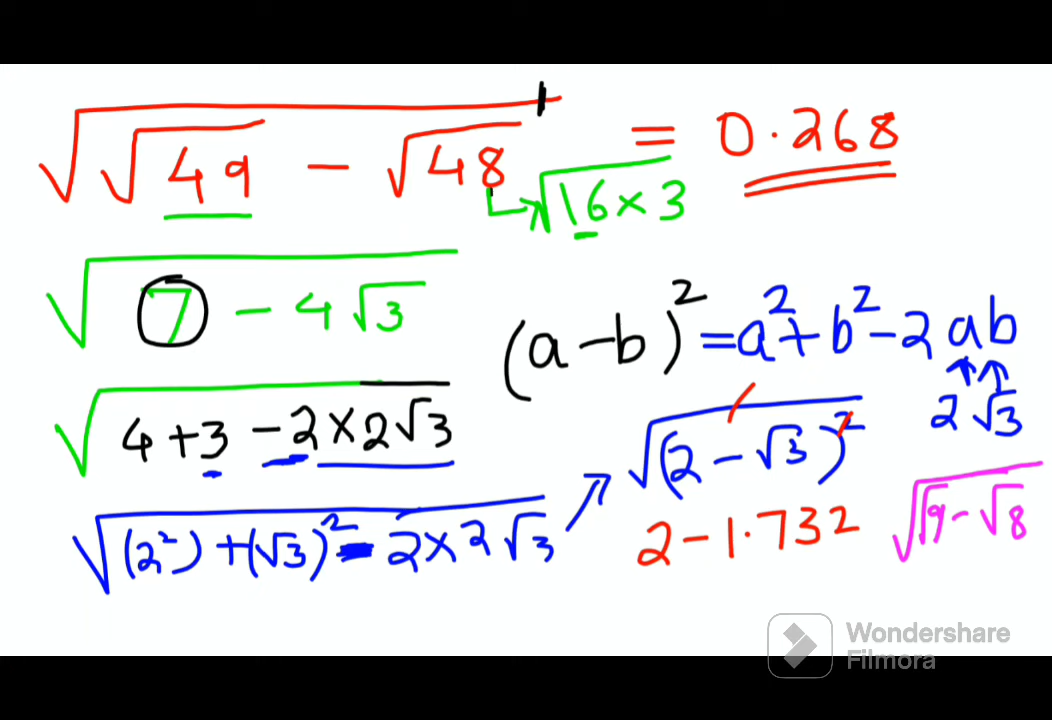 √(√49 - √48) = 0.268
√16×3
√(7 - 4√3)
(a-b)² = a²+b²-2ab
2 √3
√(4+3-2×2√3)
√(2-√3)²
√((2²)+(√3)²-2×2√3)
2-1.732
√(√9-√8)
Wondershare
Filmora